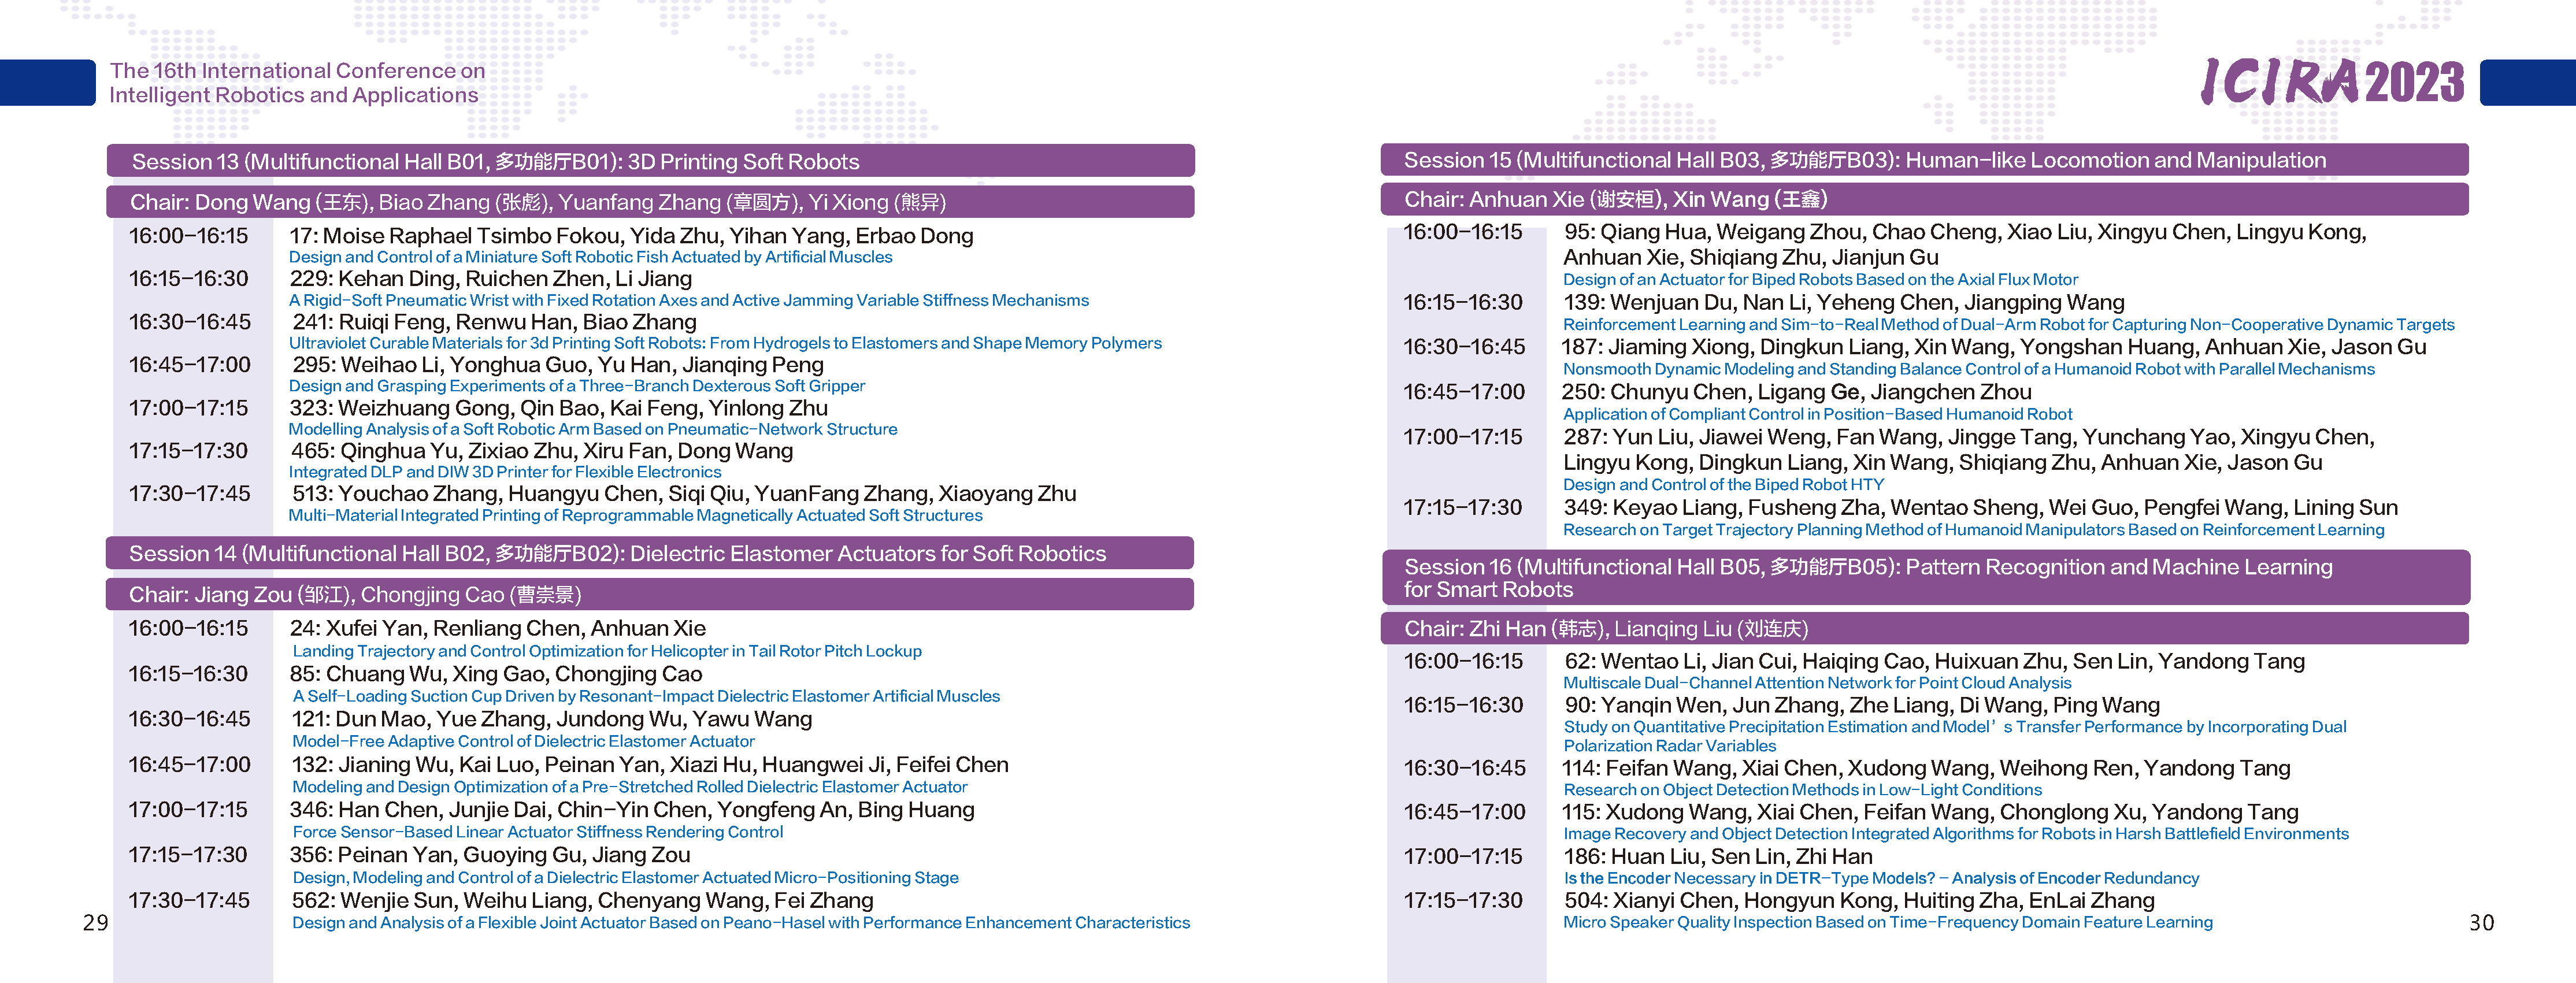 The 16th International Conference on
Intelligent Robotics and Applications
Session 13 (Multifunctional Hall B01, 多功能厅B01): 3D Printing Soft Robots
Chair: Dong Wang (王东), Biao Zhang (张彪), Yuanfang Zhang (章圆方), Yi Xiong (熊异)
16:00-16:15 17: Moise Raphael Tsimbo Fokou, Yida Zhu, Yihan Yang, Erbao Dong
Design and Control of a Miniature Soft Robotic Fish Actuated by Artificial Muscles
16:15-16:30 229: Kehan Ding, Ruichen Zhen, Li Jiang
A Rigid-Soft Pneumatic Wrist with Fixed Rotation Axes and Active Jamming Variable Stiffness Mechanisms
16:30-16:45 241: Ruiqi Feng, Renwu Han, Biao Zhang
Ultraviolet Curable Materials for 3d Printing Soft Robots: From Hydrogels to Elastomers and Shape Memory Polymers
16:45-17:00 295: Weihao Li, Yonghua Guo, Yu Han, Jianqing Peng
Design and Grasping Experiments of a Three-Branch Dexterous Soft Gripper
17:00-17:15 323: Weizhuang Gong, Qin Bao, Kai Feng, Yinlong Zhu
Modelling Analysis of a Soft Robotic Arm Based on Pneumatic-Network Structure
17:15-17:30 465: Qinghua Yu, Zixiao Zhu, Xiru Fan, Dong Wang
Integrated DLP and DIW 3D Printer for Flexible Electronics
17:30-17:45 513: Youchao Zhang, Huangyu Chen, Siqi Qiu, YuanFang Zhang, Xiaoyang Zhu
Multi-Material Integrated Printing of Reprogrammable Magnetically Actuated Soft Structures
Session 14 (Multifunctional Hall B02, 多功能厅B02): Dielectric Elastomer Actuators for Soft Robotics
Chair: Jiang Zou (邹江), Chongjing Cao (曹崇景)
16:00-16:15 24: Xufei Yan, Renliang Chen, Anhuan Xie
Landing Trajectory and Control Optimization for Helicopter in Tail Rotor Pitch Lockup
16:15-16:30 85: Chuang Wu, Xing Gao, Chongjing Cao
A Self-Loading Suction Cup Driven by Resonant-Impact Dielectric Elastomer Artificial Muscles
16:30-16:45 121: Dun Mao, Yue Zhang, Jundong Wu, Yawu Wang
Model-Free Adaptive Control of Dielectric Elastomer Actuator
16:45-17:00 132: Jianing Wu, Kai Luo, Peinan Yan, Xiazi Hu, Huangwei Ji, Feifei Chen
Modeling and Design Optimization of a Pre-Stretched Rolled Dielectric Elastomer Actuator
17:00-17:15 346: Han Chen, Junjie Dai, Chin-Yin Chen, Yongfeng An, Bing Huang
Force Sensor-Based Linear Actuator Stiffness Rendering Control
17:15-17:30 356: Peinan Yan, Guoying Gu, Jiang Zou
Design, Modeling and Control of a Dielectric Elastomer Actuated Micro-Positioning Stage
17:30-17:45 562: Wenjie Sun, Weihu Liang, Chenyang Wang, Fei Zhang
Design and Analysis of a Flexible Joint Actuator Based on Peano-Hasel with Performance Enhancement Characteristics
29
ICIRA2023
Session 15 (Multifunctional Hall B03, 多功能厅B03): Human-like Locomotion and Manipulation
Chair: Anhuan Xie (谢安桓), Xin Wang (王鑫)
16:00-16:15 95: Qiang Hua, Weigang Zhou, Chao Cheng, Xiao Liu, Xingyu Chen, Lingyu Kong,
Anhuan Xie, Shiqiang Zhu, Jianjun Gu
Design of an Actuator for Biped Robots Based on the Axial Flux Motor
16:15-16:30 139: Wenjuan Du, Nan Li, Yeheng Chen, Jiangping Wang
Reinforcement Learning and Sim-to-Real Method of Dual-Arm Robot for Capturing Non-Cooperative Dynamic Targets
16:30-16:45 187: Jiaming Xiong, Dingkun Liang, Xin Wang, Yongshan Huang, Anhuan Xie, Jason Gu
Nonsmooth Dynamic Modeling and Standing Balance Control of a Humanoid Robot with Parallel Mechanisms
16:45-17:00 250: Chunyu Chen, Ligang Ge, Jiangchen Zhou
Application of Compliant Control in Position-Based Humanoid Robot
17:00-17:15 287: Yun Liu, Jiawei Weng, Fan Wang, Jingge Tang, Yunchang Yao, Xingyu Chen,
Lingyu Kong, Dingkun Liang, Xin Wang, Shiqiang Zhu, Anhuan Xie, Jason Gu
Design and Control of the Biped Robot HTY
17:15-17:30 349: Keyao Liang, Fusheng Zha, Wentao Sheng, Wei Guo, Pengfei Wang, Lining Sun
Research on Target Trajectory Planning Method of Humanoid Manipulators Based on Reinforcement Learning
Session 16 (Multifunctional Hall B05, 多功能厅B05): Pattern Recognition and Machine Learning
for Smart Robots
Chair: Zhi Han (韩志), Lianqing Liu (刘连庆)
16:00-16:15 62: Wentao Li, Jian Cui, Haiqing Cao, Huixuan Zhu, Sen Lin, Yandong Tang
Multiscale Dual-Channel Attention Network for Point Cloud Analysis
16:15-16:30 90: Yanqin Wen, Jun Zhang, Zhe Liang, Di Wang, Ping Wang
Study on Quantitative Precipitation Estimation and Model’s Transfer Performance by Incorporating Dual
Polarization Radar Variables
16:30-16:45 114: Feifan Wang, Xiai Chen, Xudong Wang, Weihong Ren, Yandong Tang
Research on Object Detection Methods in Low-Light Conditions
16:45-17:00 115: Xudong Wang, Xiai Chen, Feifan Wang, Chonglong Xu, Yandong Tang
Image Recovery and Object Detection Integrated Algorithms for Robots in Harsh Battlefield Environments
17:00-17:15 186: Huan Liu, Sen Lin, Zhi Han
Is the Encoder Necessary in DETR-Type Models? - Analysis of Encoder Redundancy
17:15-17:30 504: Xianyi Chen, Hongyun Kong, Huiting Zha, EnLai Zhang
Micro Speaker Quality Inspection Based on Time-Frequency Domain Feature Learning
30